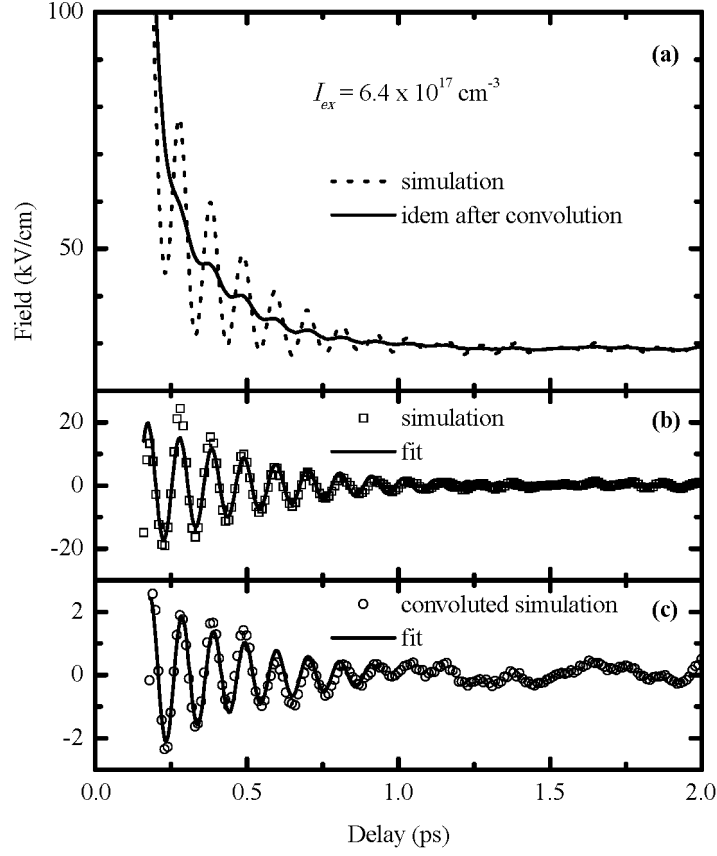 100
(a)
I_ex = 6.4 x 10^17 cm^-3
simulation
idem after convolution
50
Field (kV/cm)
(b)
20
simulation
fit
0
-20
(c)
2
convoluted simulation
fit
0
-2
0.0 0.5 1.0 1.5 2.0
Delay (ps)